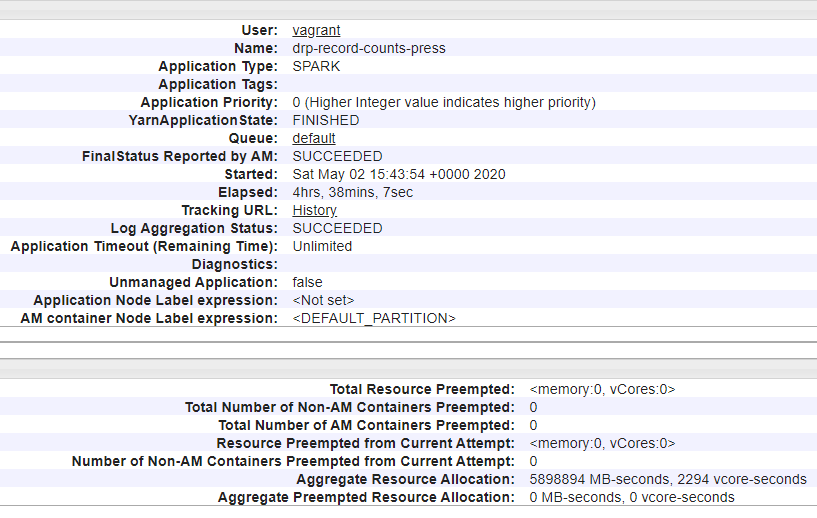 User: vagrant
Name: drp-record-counts-press
Application Type: SPARK
Application Tags:
Application Priority: 0 (Higher Integer value indicates higher priority)
YarnApplicationState: FINISHED
Queue: default
FinalStatus Reported by AM: SUCCEEDED
Started: Sat May 02 15:43:54 +0000 2020
Elapsed: 4hrs, 38mins, 7sec
Tracking URL: History
Log Aggregation Status: SUCCEEDED
Application Timeout (Remaining Time): Unlimited
Diagnostics:
Unmanaged Application: false
Application Node Label expression: <Not set>
AM container Node Label expression: <DEFAULT_PARTITION>
Total Resource Preempted: <memory:0, vCores:0>
Total Number of Non-AM Containers Preempted: 0
Total Number of AM Containers Preempted: 0
Resource Preempted from Current Attempt: <memory:0, vCores:0>
Number of Non-AM Containers Preempted from Current Attempt: 0
Aggregate Resource Allocation: 5898894 MB-seconds, 2294 vcore-seconds
Aggregate Preempted Resource Allocation: 0 MB-seconds, 0 vcore-seconds